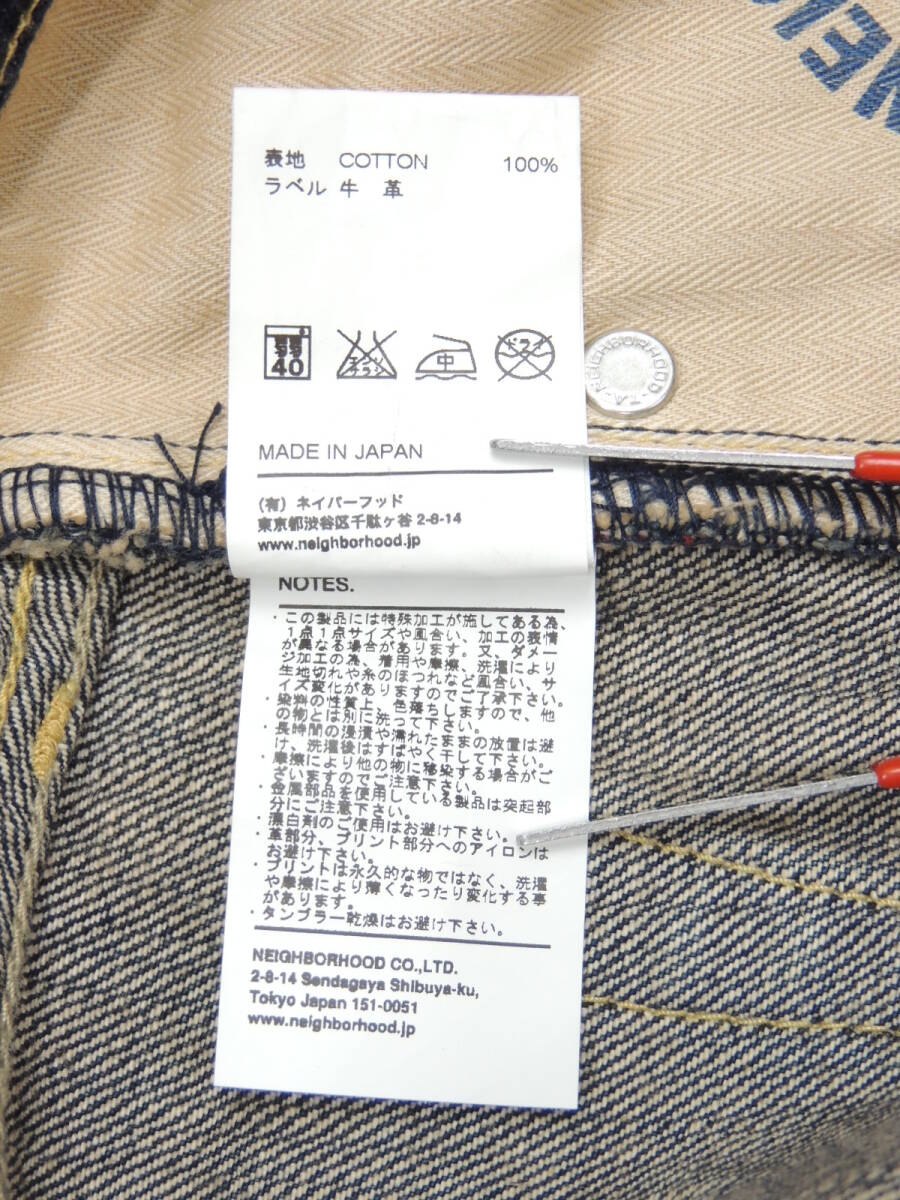 NEI
表地 COTTON 100%
ラベル 牛革
弱
40
エンソ
サラシ
中
ドライ
NEIGHBORHOOD-TA-
MADE IN JAPAN
(有) ネイバーフッド
東京都渋谷区千駄ヶ谷 2-8-14
www.neighborhood.jp
NOTES.
・この製品には特殊加工が施してある為、
1点1点サイズや風合い、加工の表情
が異なる場合があります。又、ダメー
ジ加工の為、着用や摩擦、洗濯により
生地切れや糸のほつれなど風合い、サ
イズ変化がありますのでご了承下さい。
・染料の性質上、色落ちしますので、他
の物とは別に洗って下さい。
・長時間の浸漬や濡れたままの放置は避
け、洗濯後はすばやく干して下さい。
・摩擦により他の物に移染する場合がご
ざいますのでご注意下さい。
・金属部品を使用している製品は突起部
分にご注意下さい。
・漂白剤のご使用はお避け下さい。
・革部分、プリント部分へのアイロンは
お避け下さい。
・プリントは永久的な物ではなく、洗濯
や摩擦により薄くなったり変化する事
があります。
・タンブラー乾燥はお避け下さい。
NEIGHBORHOOD CO.,LTD.
2-8-14 Sendagaya Shibuya-ku,
Tokyo Japan 151-0051
www.neighborhood.jp